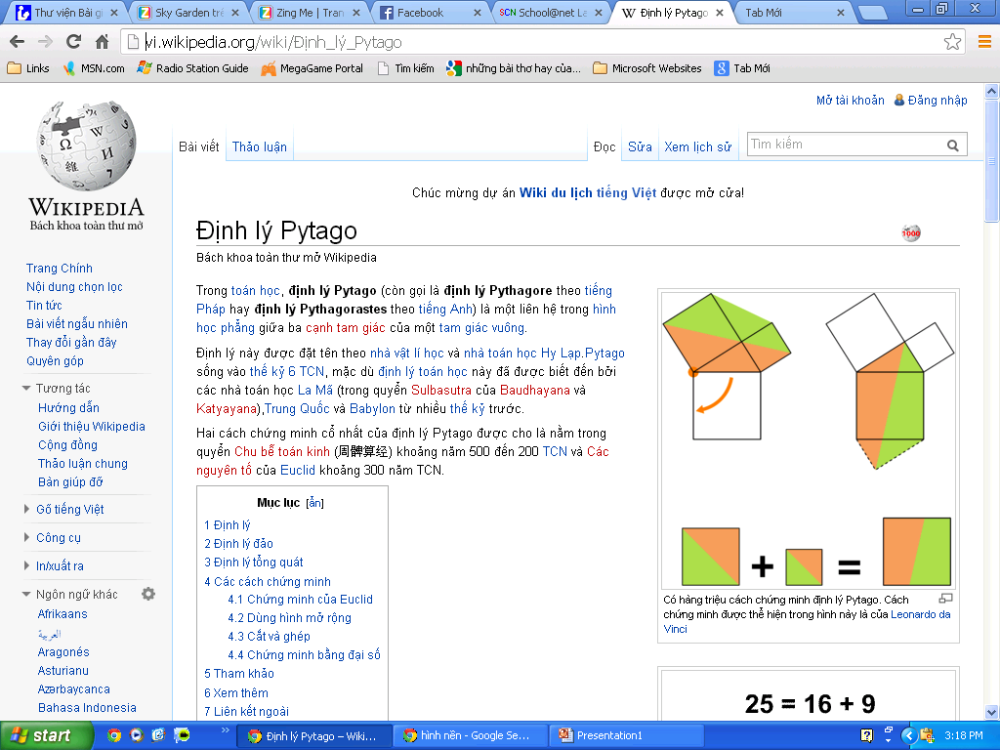 Thư viện Bài gi
Sky Garden trê
Zing Me | Tran
Facebook
SCN School@net La
W Định lý Pytago
Tab Mới
vi.wikipedia.org/wiki/Định_lý_Pytago
Links
MSN.com
Radio Station Guide
MegaGame Portal
Tìm kiếm
những bài thơ hay của...
Microsoft Websites
Tab Mới
Mở tài khoản
Đăng nhập
Bài viết
Thảo luận
Đọc
Sửa
Xem lịch sử
Tìm kiếm
WIKIPEDIA
Bách khoa toàn thư mở
Trang Chính
Nội dung chọn lọc
Tin tức
Bài viết ngẫu nhiên
Thay đổi gần đây
Quyên góp
Tương tác
Hướng dẫn
Giới thiệu Wikipedia
Cộng đồng
Thảo luận chung
Bàn giúp đỡ
Gõ tiếng Việt
Công cụ
In/xuất ra
Ngôn ngữ khác
Afrikaans
العربية
Aragonés
Asturianu
Azərbaycanca
Bahasa Indonesia
Chúc mừng dự án Wiki du lịch tiếng Việt được mở cửa!
Định lý Pytago
1000
Bách khoa toàn thư mở Wikipedia
Trong toán học, định lý Pytago (còn gọi là định lý Pythagore theo tiếng
Pháp hay định lý Pythagorastes theo tiếng Anh) là một liên hệ trong hình
học phẳng giữa ba cạnh tam giác của một tam giác vuông.
Định lý này được đặt tên theo nhà vật lí học và nhà toán học Hy Lạp.Pytago
sống vào thế kỷ 6 TCN, mặc dù định lý toán học này đã được biết đến bởi
các nhà toán học La Mã (trong quyển Sulbasutra của Baudhayana và
Katyayana),Trung Quốc và Babylon từ nhiều thế kỷ trước.
Hai cách chứng minh cổ nhất của định lý Pytago được cho là nằm trong
quyển Chu bễ toán kinh (周髀算经) khoảng năm 500 đến 200 TCN và Các
nguyên tố của Euclid khoảng 300 năm TCN.
Mục lục [ẩn]
1 Định lý
2 Định lý đảo
3 Định lý tổng quát
4 Các cách chứng minh
4.1 Chứng minh của Euclid
4.2 Dùng hình mở rộng
4.3 Cắt và ghép
4.4 Chứng minh bằng đại số
5 Tham khảo
6 Xem thêm
7 Liên kết ngoài
+ =
Có hàng triệu cách chứng minh định lý Pytago. Cách
chứng minh được thể hiện trong hình này là của Leonardo da
Vinci
25 = 16 + 9
start
Định lý Pytago – Wiki...
hình nền - Google Se...
Presentation1
3:18 PM